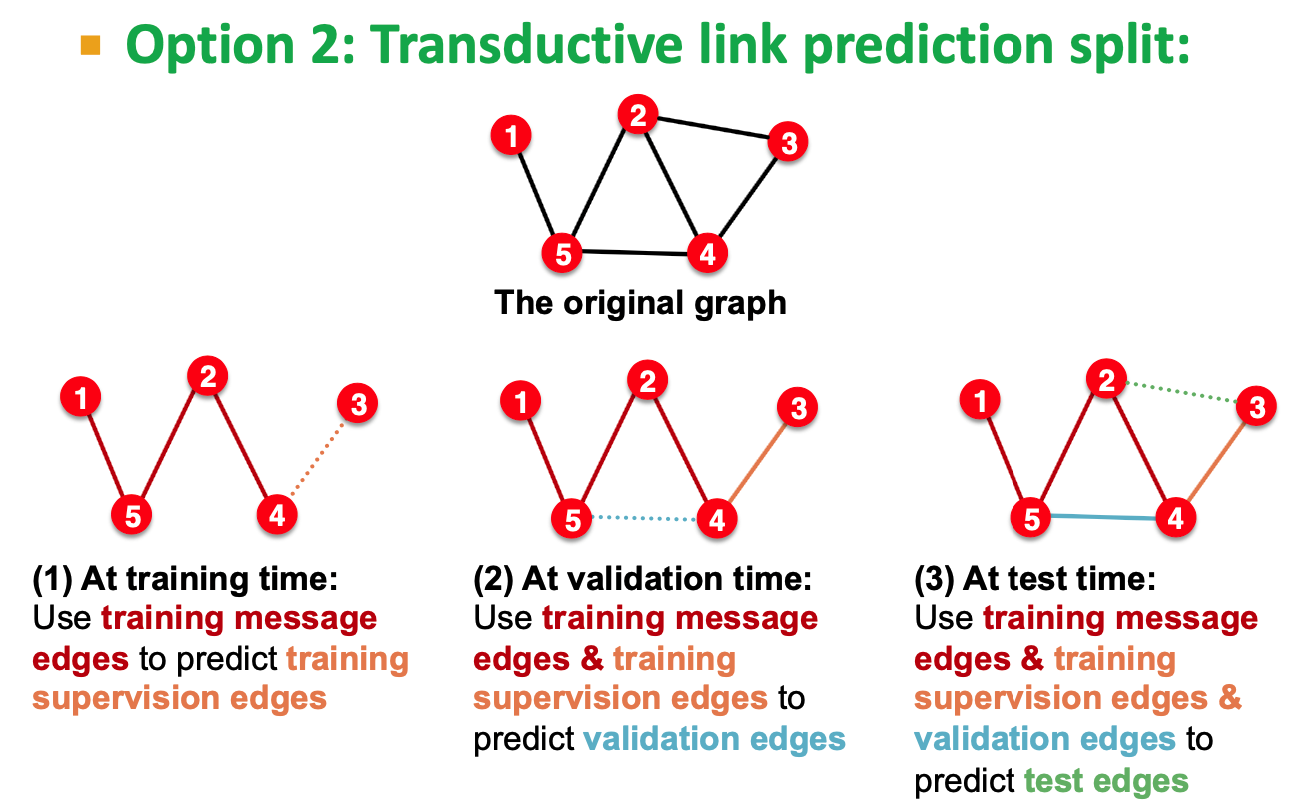 ▪ Option 2: Transductive link prediction split:
1
2
3
5
4
The original graph
1
2
3
5
4
(1) At training time:
Use training message
edges to predict training
supervision edges
1
2
3
5
4
(2) At validation time:
Use training message
edges & training
supervision edges to
predict validation edges
1
2
3
5
4
(3) At test time:
Use training message
edges & training
supervision edges &
validation edges to
predict test edges